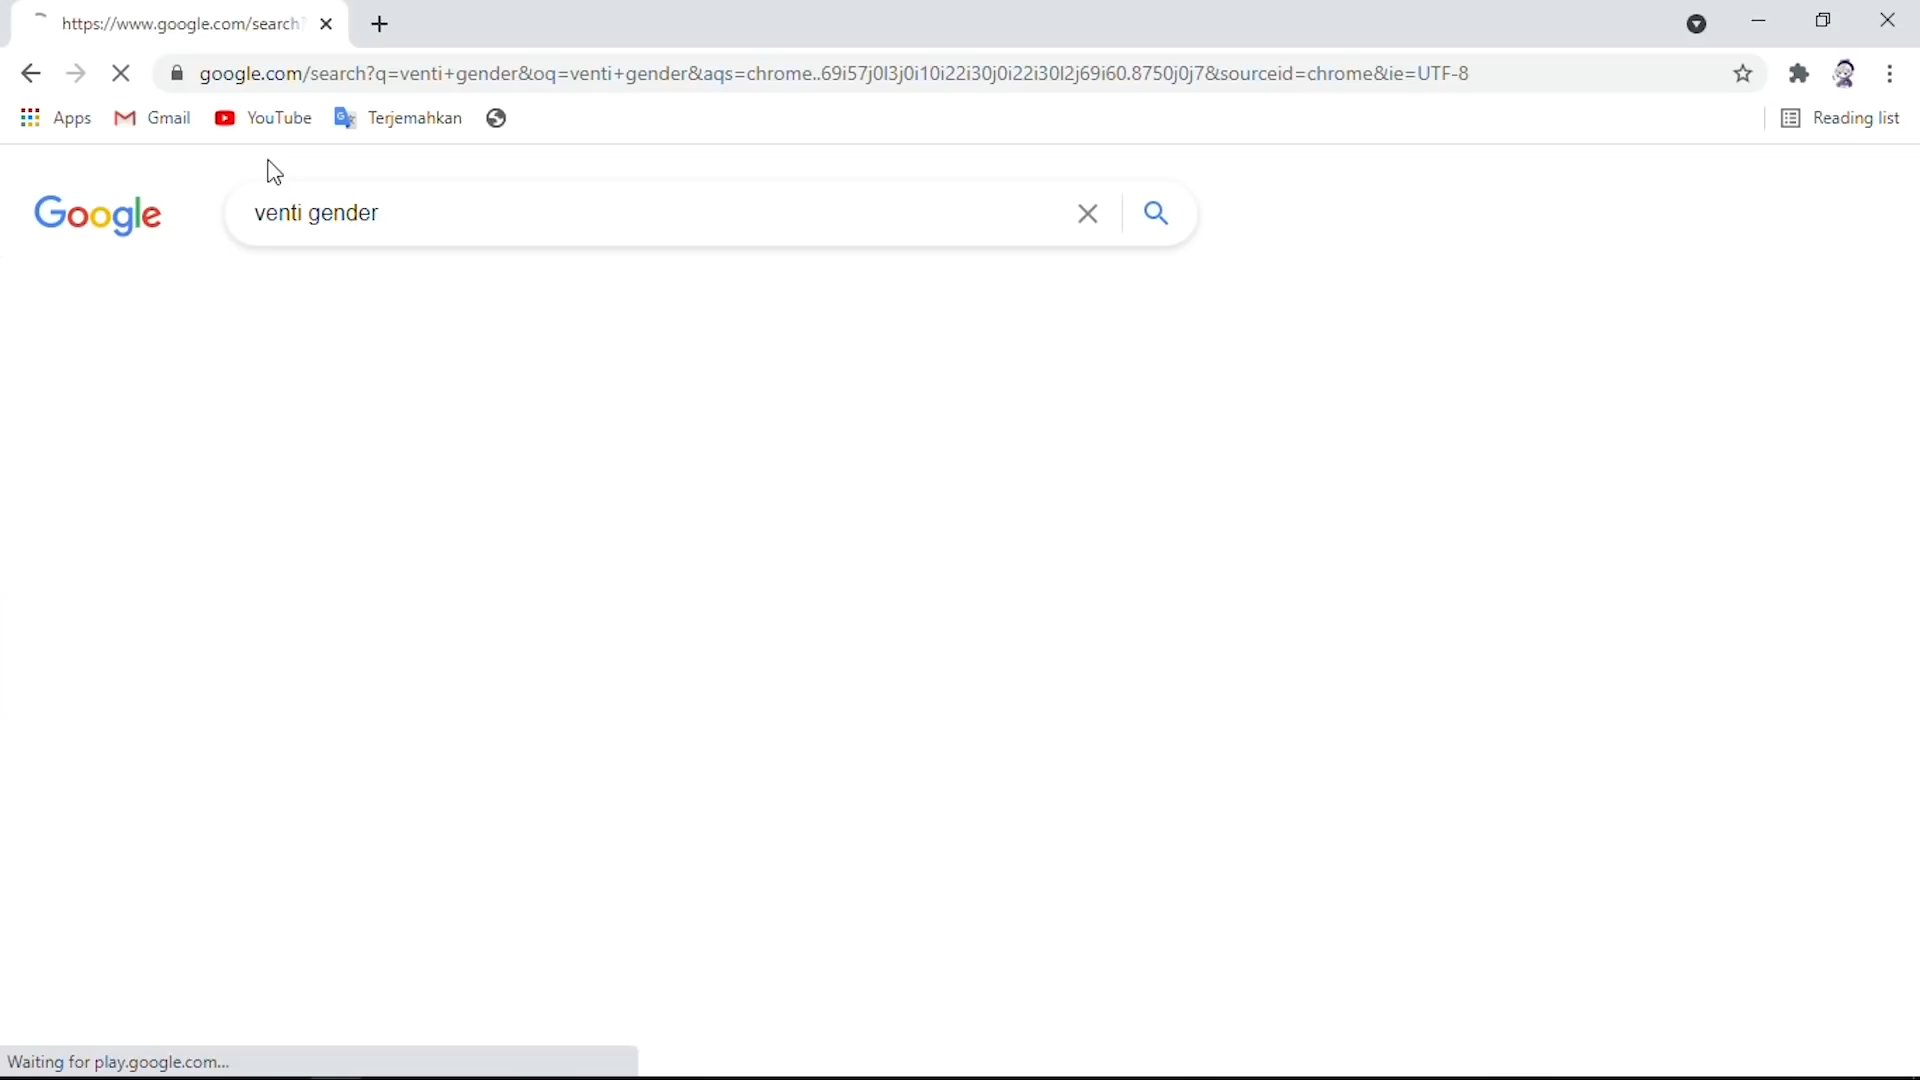 https://www.google.com/search?
google.com/search?q=venti+gender&oq=venti+gender&aqs=chrome..69i57j0l3j0i10i22i30j0i22i30l2j69i60.8750j0j7&sourceid=chrome&ie=UTF-8
Apps Gmail YouTube Terjemahkan Reading list
Google venti gender
Waiting for play.google.com...